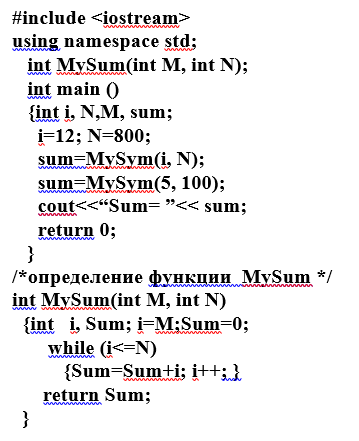 #include <iostream>
using namespace std;
int MySum(int M, int N);
int main ()
{int i, N,M, sum;
i=12; N=800;
sum=MySym(i, N);
sum=MySym(5, 100);
cout<<“Sum= ”<< sum;
return 0;
}
/*определение функции MySum */
int MySum(int M, int N)
{int i, Sum; i=M;Sum=0;
while (i<=N)
{Sum=Sum+i; i++; }
return Sum;
}